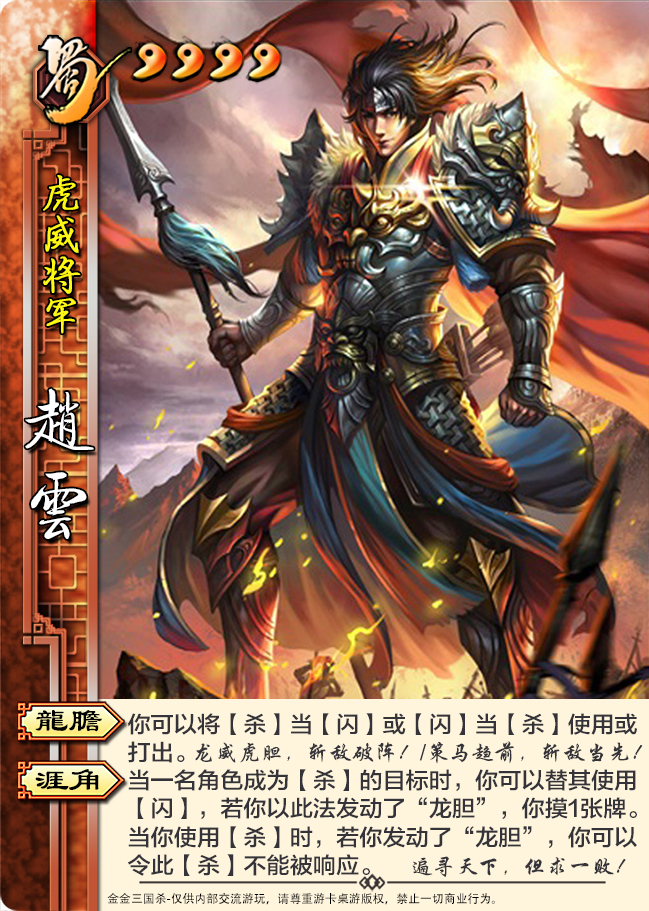 蜀
9999
虎威将军
趙雲
龍膽
你可以将【杀】当【闪】或【闪】当【杀】使用或
打出。龙威虎胆，斩敌破阵！/策马趋前，斩敌当先！
涯角
当一名角色成为【杀】的目标时，你可以替其使用
【闪】，若你以此法发动了“龙胆”，你摸1张牌。
当你使用【杀】时，若你发动了“龙胆”，你可以
令此【杀】不能被响应。 遍寻天下，但求一败！
金金三国杀-仅供内部交流游玩，请尊重游卡桌游版权，禁止一切商业行为。